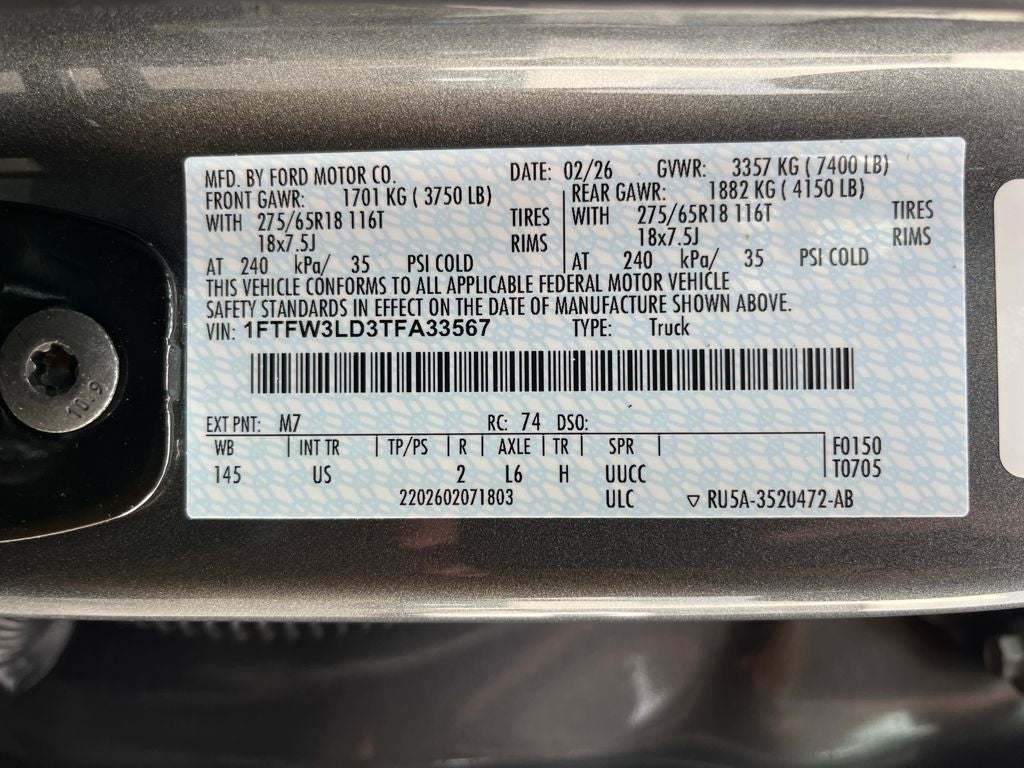 MFD. BY FORD MOTOR CO. DATE: 02/26 GVWR: 3357 KG ( 7400 LB)
FRONT GAWR: 1701 KG ( 3750 LB) REAR GAWR: 1882 KG ( 4150 LB)
WITH 275/65R18 116T TIRES WITH 275/65R18 116T TIRES
18x7.5J RIMS 18x7.5J RIMS
AT 240 kPa/ 35 PSI COLD AT 240 kPa/ 35 PSI COLD
THIS VEHICLE CONFORMS TO ALL APPLICABLE FEDERAL MOTOR VEHICLE
SAFETY STANDARDS IN EFFECT ON THE DATE OF MANUFACTURE SHOWN ABOVE.
VIN: 1FTFW3LD3TFA33567 TYPE: Truck
EXT PNT: M7 RC: 74 DSO:
WB INT TR TP/PS R AXLE TR SPR F0150
145 US 2 L6 H UUCC T0705
2202602071803 ULC ▽ RU5A-3520472-AB
10.9